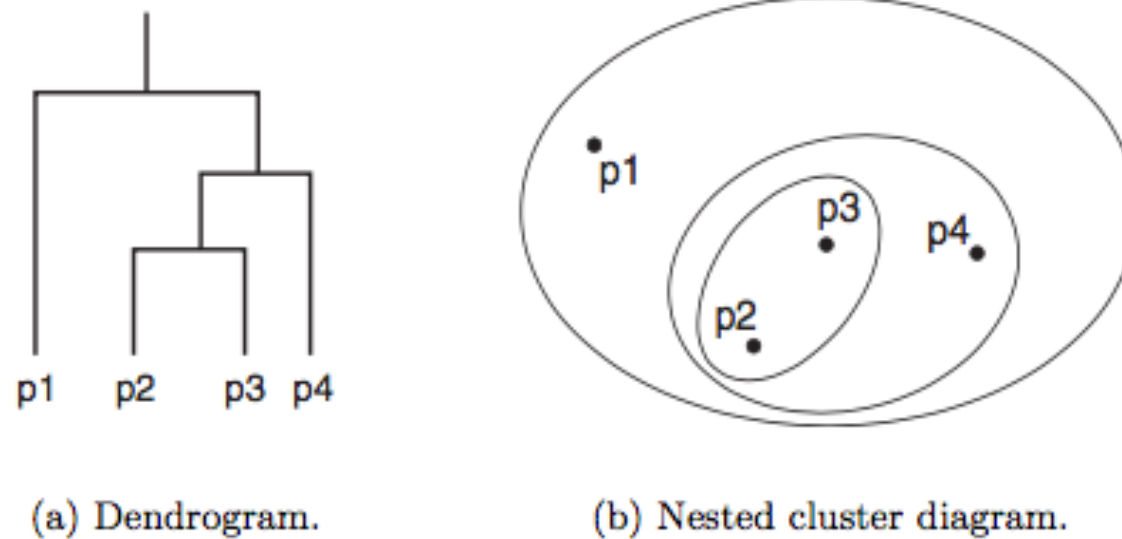 p1 p2 p3 p4
(a) Dendrogram.
p1
p3
p4
p2
(b) Nested cluster diagram.